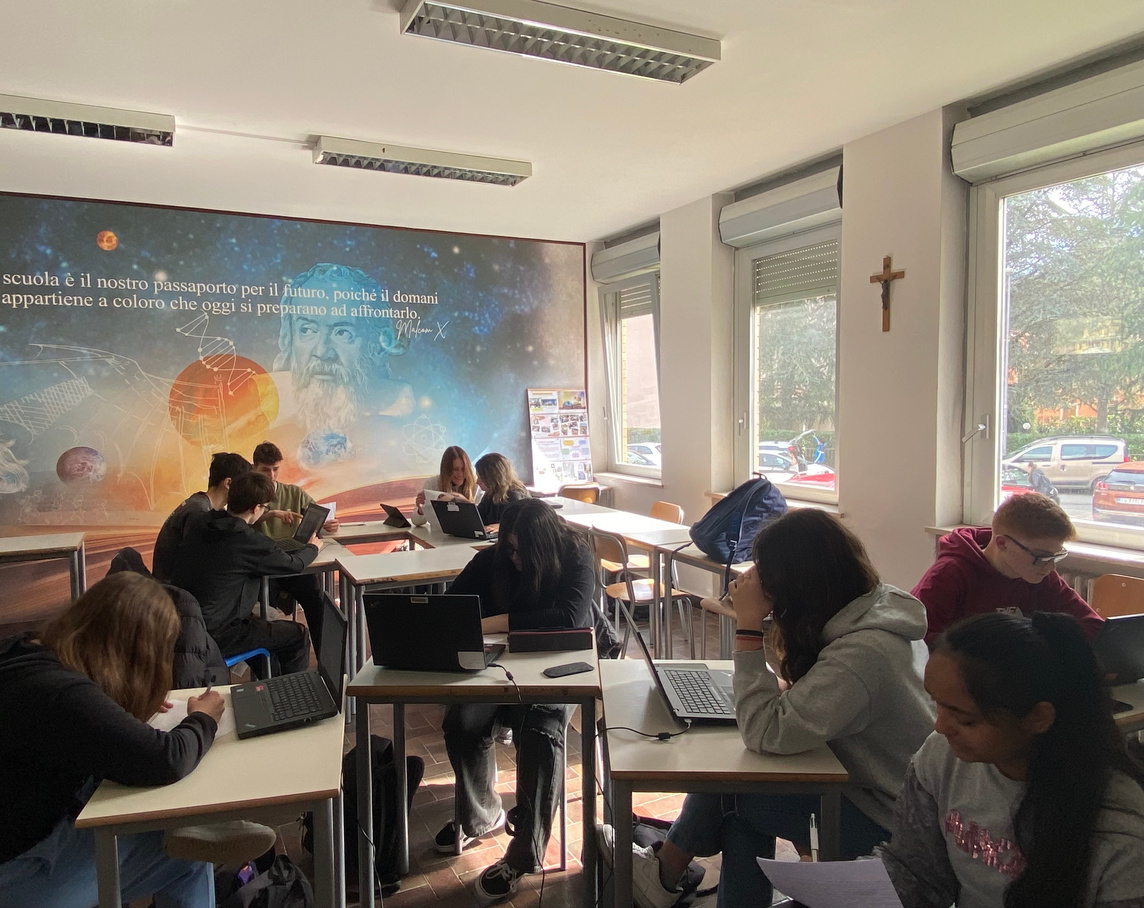 scuola è il nostro passaporto per il futuro, poiché il domani
appartiene a coloro che oggi si preparano ad affrontarlo.
Malcom X